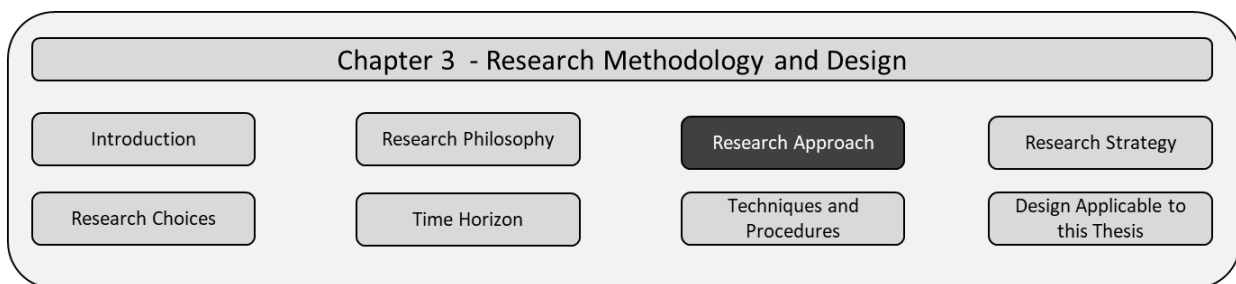 Chapter 3 - Research Methodology and Design
Introduction
Research Philosophy
Research Approach
Research Strategy
Research Choices
Time Horizon
Techniques and
Procedures
Design Applicable to
this Thesis